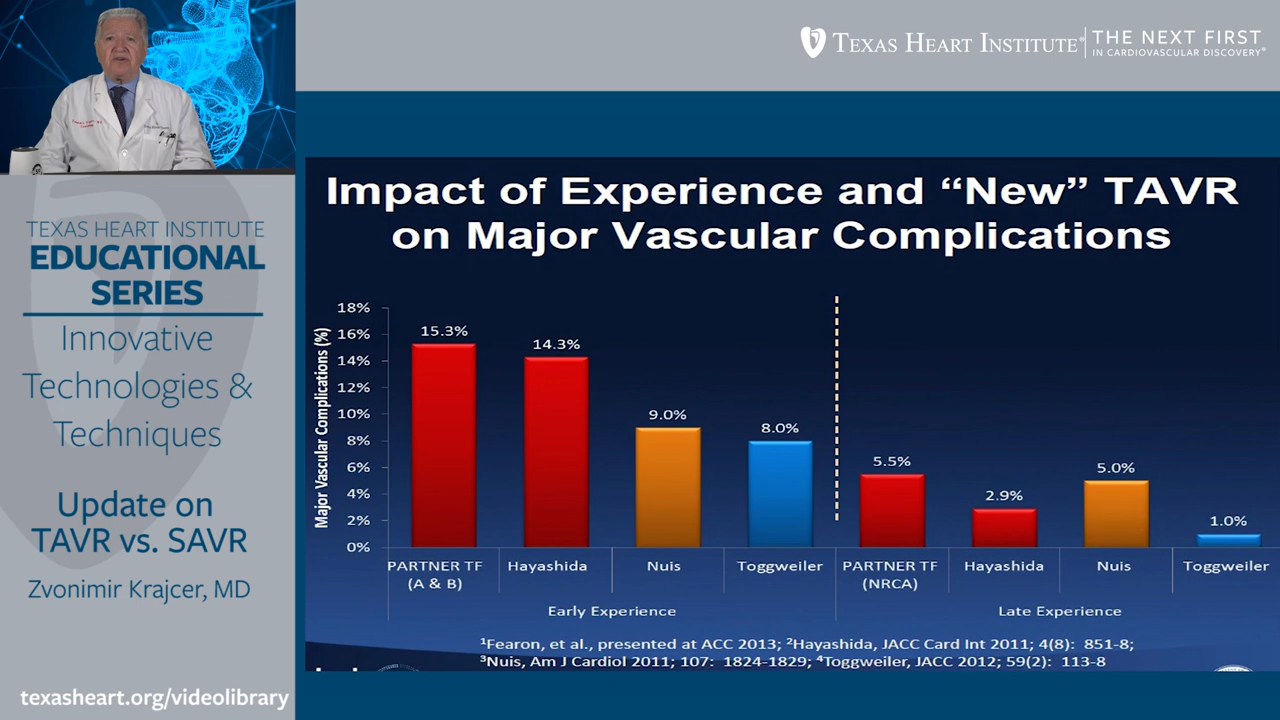 TEXAS HEART INSTITUTE® THE NEXT FIRST
IN CARDIOVASCULAR DISCOVERY®
TEXAS HEART INSTITUTE
EDUCATIONAL
SERIES
Innovative
Technologies &
Techniques
Update on
TAVR vs. SAVR
Zvonimir Krajcer, MD
texasheart.org/videolibrary
Impact of Experience and “New” TAVR
on Major Vascular Complications
Major Vascular Complications (%)
18%
16%
14%
12%
10%
8%
6%
4%
2%
0%
15.3%
14.3%
9.0%
8.0%
5.5%
2.9%
5.0%
1.0%
PARTNER TF Hayashida Nuis Toggweiler PARTNER TF Hayashida Nuis Toggweiler
(A & B) (NRCA)
Early Experience Late Experience
¹Fearon, et al., presented at ACC 2013; ²Hayashida, JACC Card Int 2011; 4(8): 851-8;
³Nuis, Am J Cardiol 2011; 107: 1824-1829; ⁴Toggweiler, JACC 2012; 59(2): 113-8